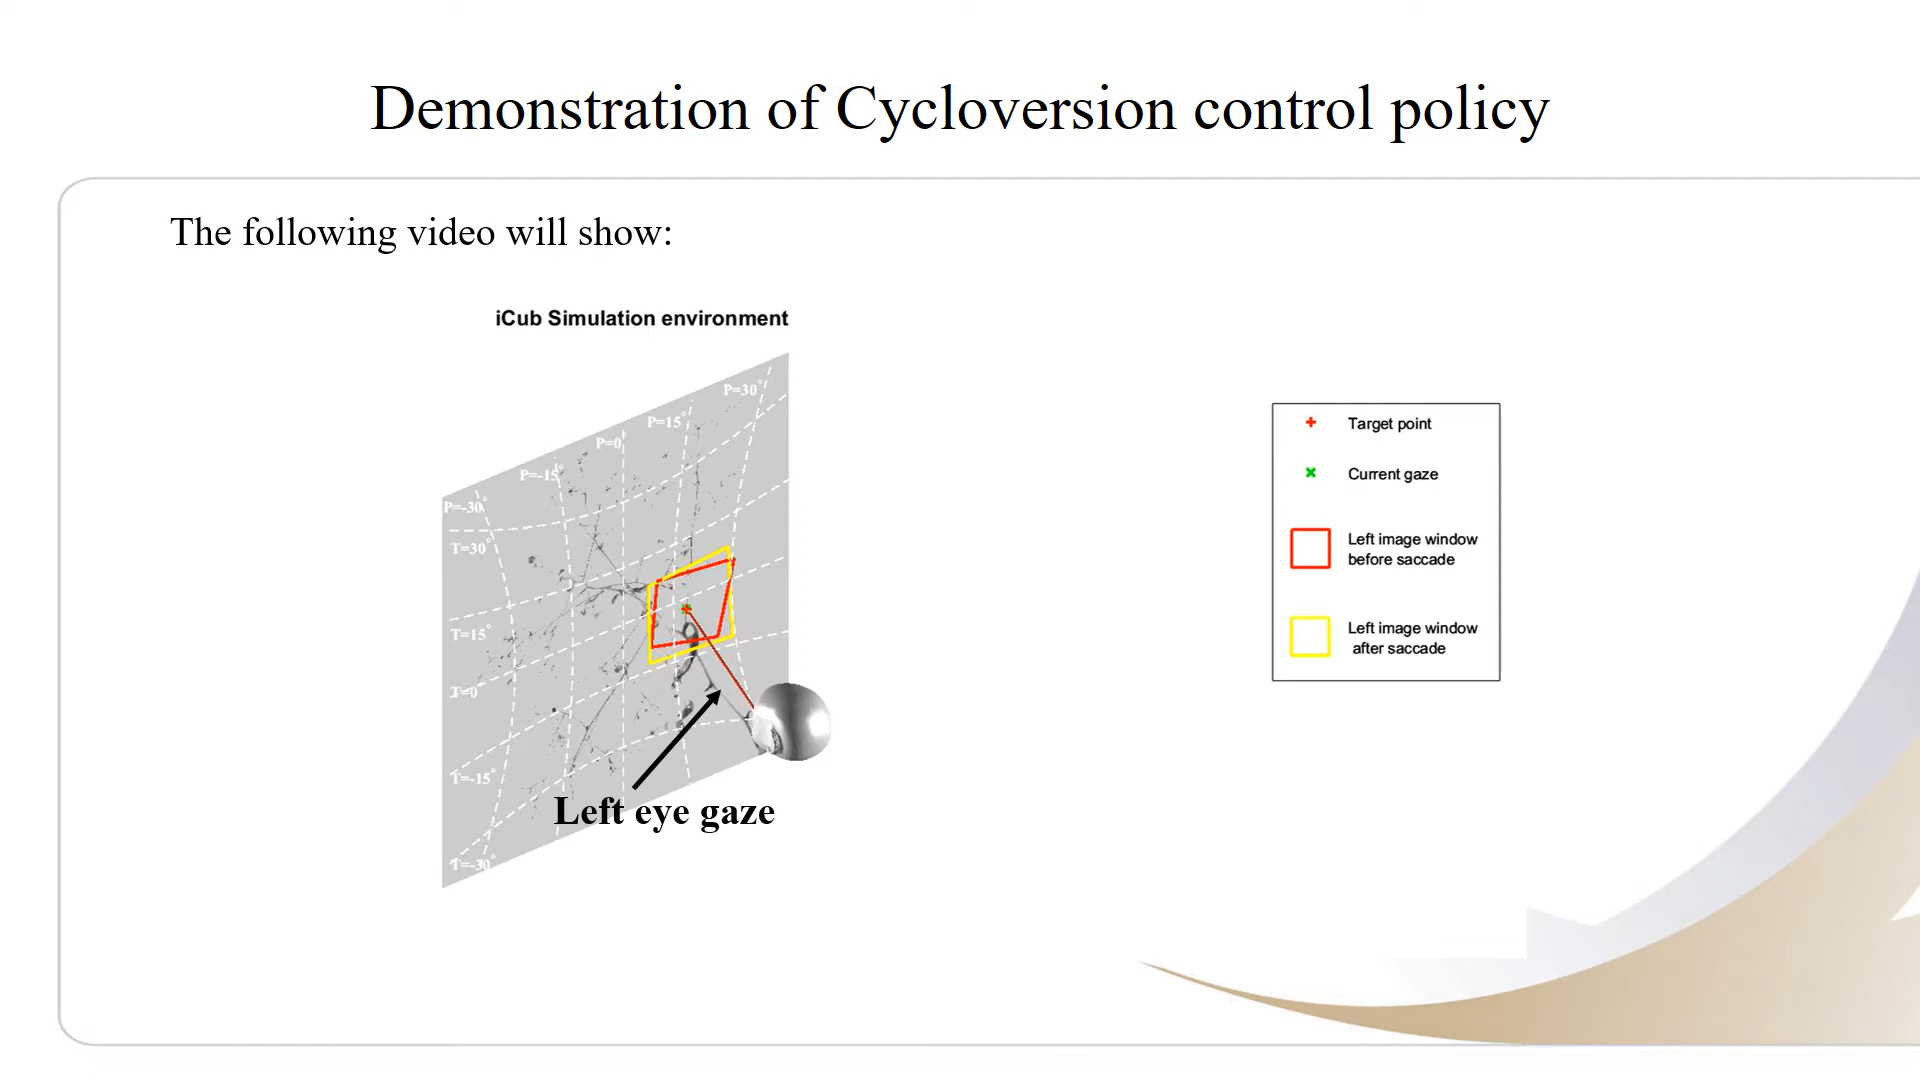 Demonstration of Cycloversion control policy
The following video will show:
iCub Simulation environment
P=30°
P=15°
P=0°
P=-15°
P=-30°
T=30°
T=15°
T=0°
T=-15°
T=-30°
Left eye gaze
Target point
Current gaze
Left image window
before saccade
Left image window
after saccade